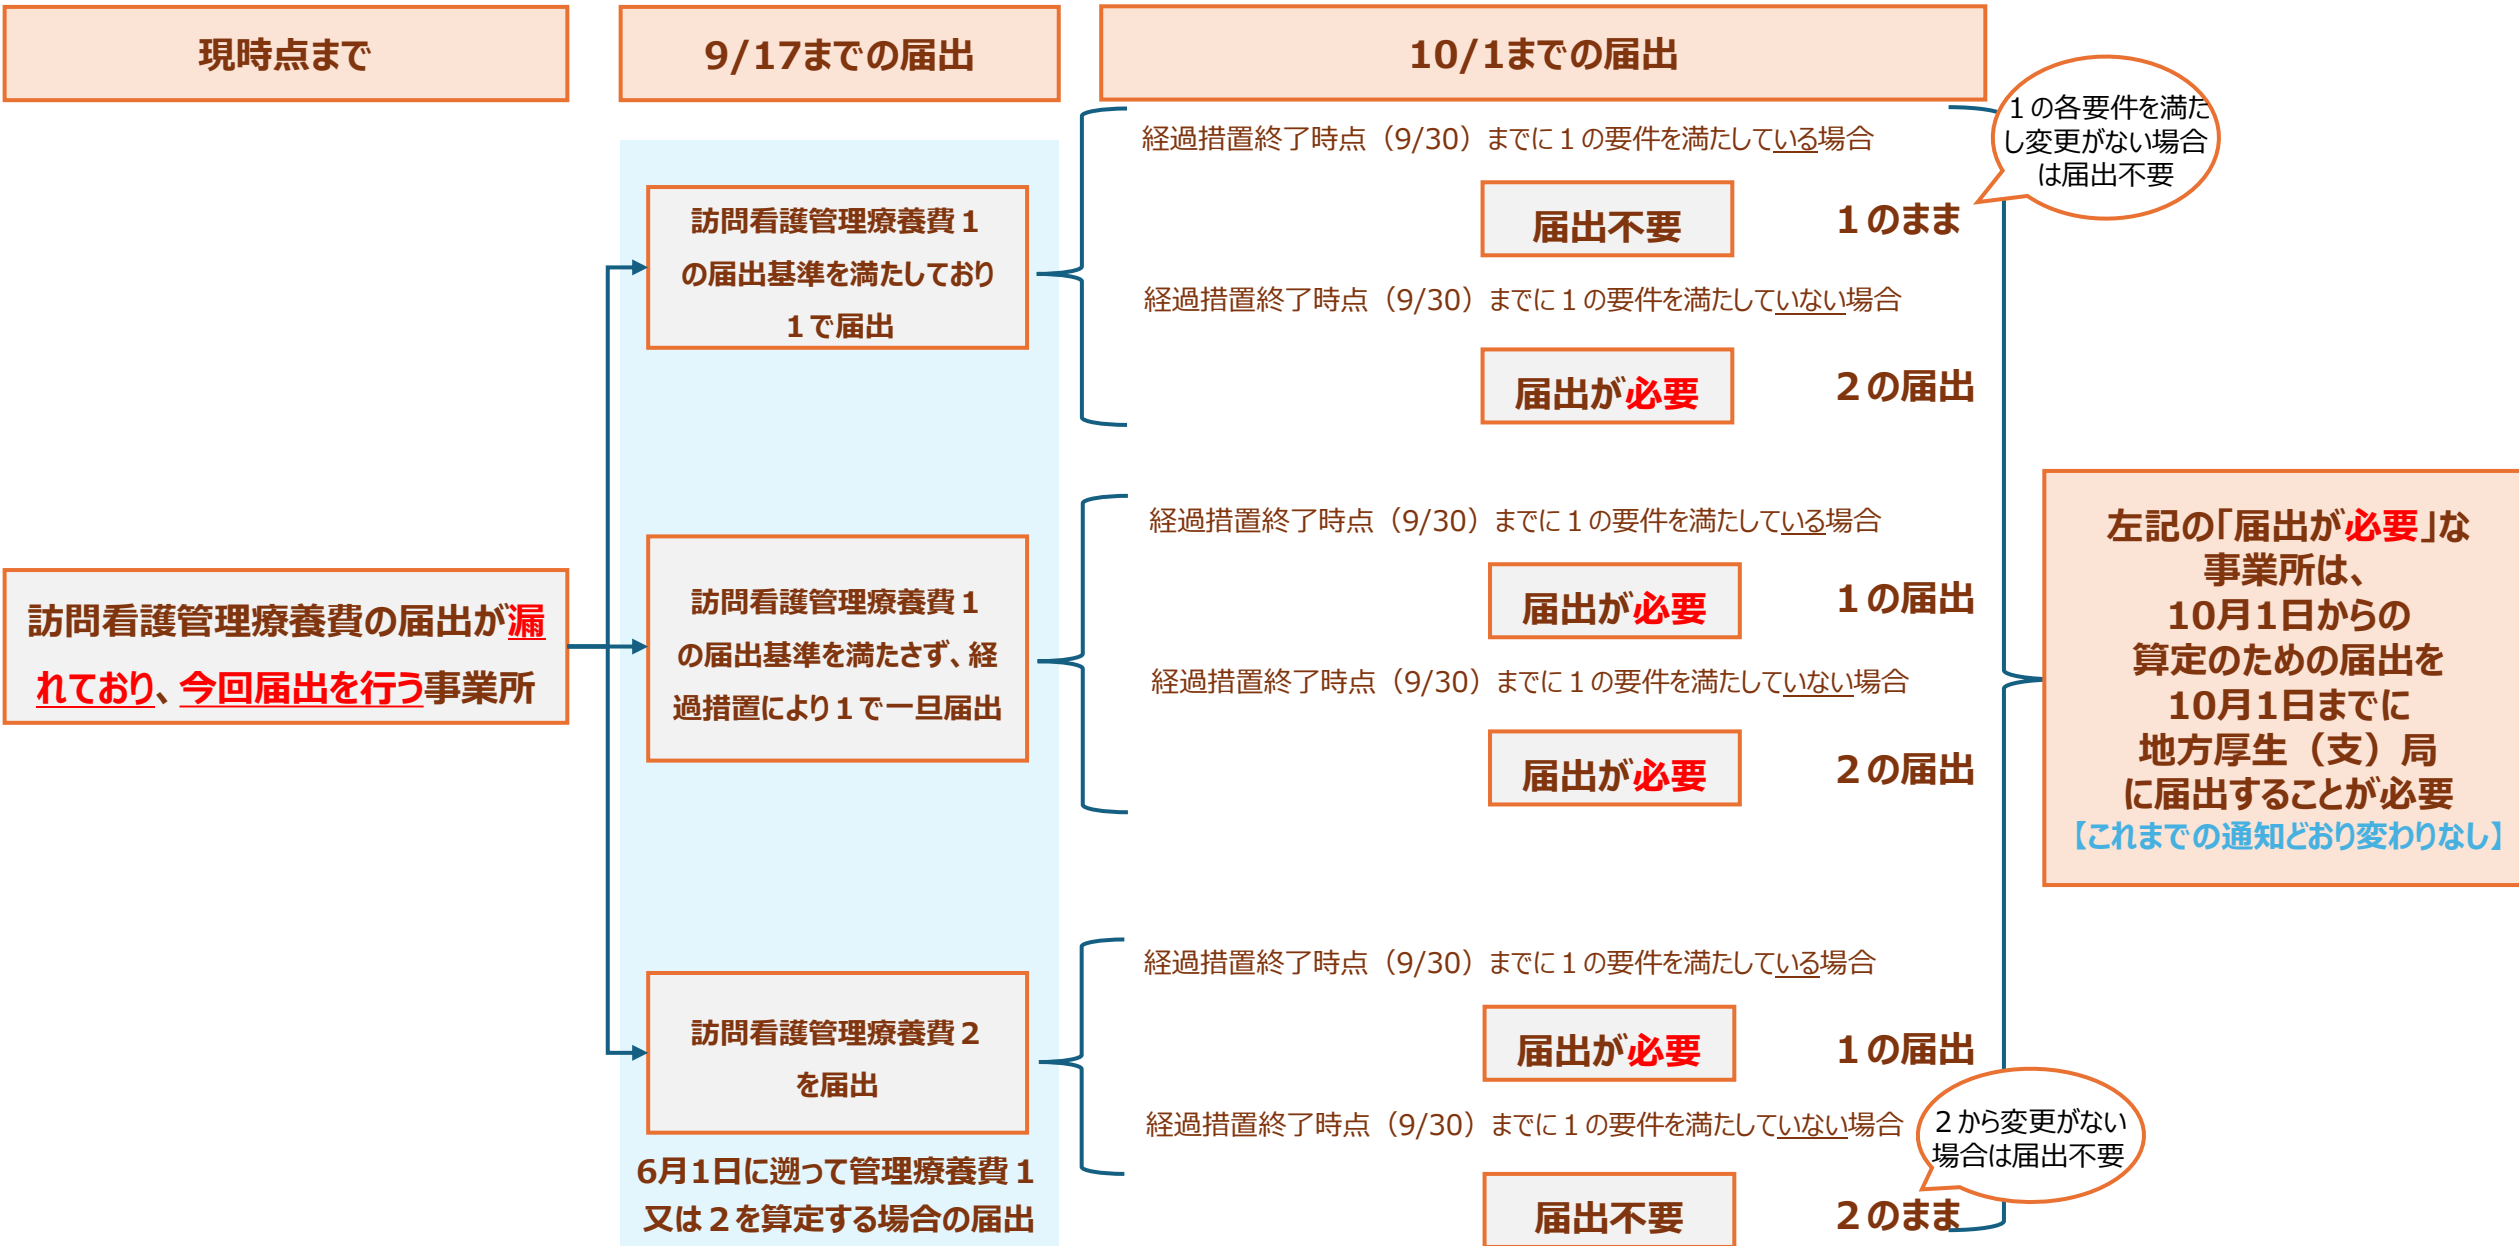 現時点まで
9/17までの届出
10/1までの届出
訪問看護管理療養費の届出が漏
れており、今回届出を行う事業所
訪問看護管理療養費１
の届出基準を満たしており
１で届出
経過措置終了時点（9/30）までに１の要件を満たしている場合
届出不要
１のまま
１の各要件を満た
し変更がない場合
は届出不要
経過措置終了時点（9/30）までに１の要件を満たしていない場合
届出が必要
２の届出
訪問看護管理療養費１
の届出基準を満たさず、経
過措置により１で一旦届出
経過措置終了時点（9/30）までに１の要件を満たしている場合
届出が必要
１の届出
経過措置終了時点（9/30）までに１の要件を満たしていない場合
届出が必要
２の届出
訪問看護管理療養費２
を届出
6月1日に遡って管理療養費１
又は２を算定する場合の届出
経過措置終了時点（9/30）までに１の要件を満たしている場合
届出が必要
１の届出
経過措置終了時点（9/30）までに１の要件を満たしていない場合
届出不要
２のまま
２から変更がない
場合は届出不要
左記の「届出が必要」な
事業所は、
10月1日からの
算定のための届出を
10月1日までに
地方厚生（支）局
に届出することが必要
【これまでの通知どおり変わりなし】